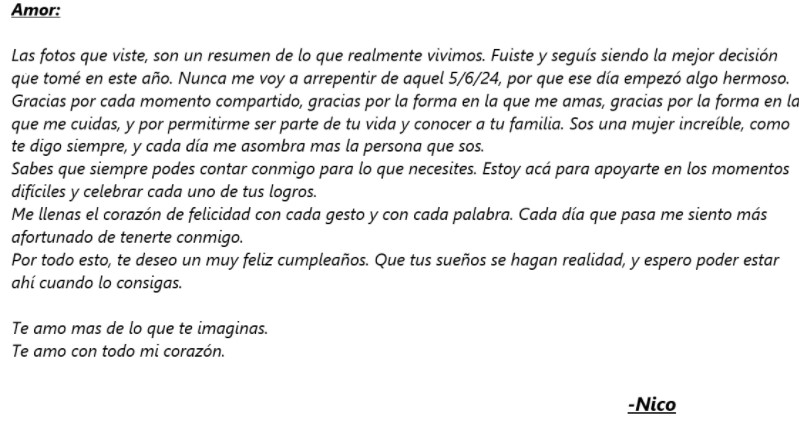 Amor:
Las fotos que viste, son un resumen de lo que realmente vivimos. Fuiste y seguís siendo la mejor decisión
que tomé en este año. Nunca me voy a arrepentir de aquel 5/6/24, por que ese día empezó algo hermoso.
Gracias por cada momento compartido, gracias por la forma en la que me amas, gracias por la forma en la
que me cuidas, y por permitirme ser parte de tu vida y conocer a tu familia. Sos una mujer increíble, como
te digo siempre, y cada día me asombra mas la persona que sos.
Sabes que siempre podes contar conmigo para lo que necesites. Estoy acá para apoyarte en los momentos
difíciles y celebrar cada uno de tus logros.
Me llenas el corazón de felicidad con cada gesto y con cada palabra. Cada día que pasa me siento más
afortunado de tenerte conmigo.
Por todo esto, te deseo un muy feliz cumpleaños. Que tus sueños se hagan realidad, y espero poder estar
ahí cuando lo consigas.
Te amo mas de lo que te imaginas.
Te amo con todo mi corazón.
-Nico